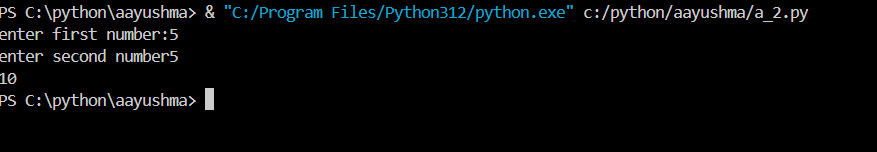 PS C:\python\aayushma> & "C:/Program Files/Python312/python.exe" c:/python/aayushma/a_2.py
enter first number:5
enter second number5
10
PS C:\python\aayushma>